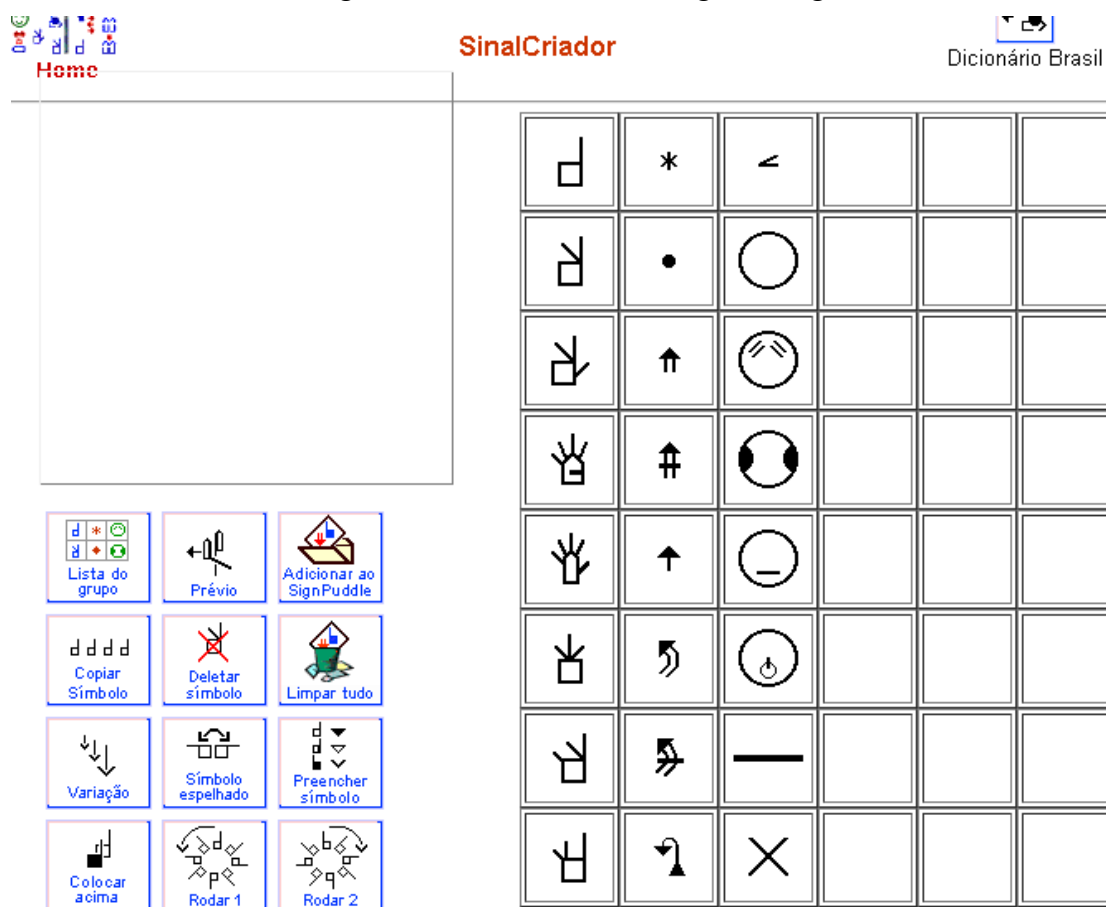 SinalCriador
Dicionário Brasil
Home
Lista do
grupo
Prévio
Adicionar ao
SignPuddle
Copiar
Símbolo
Deletar
símbolo
Limpar tudo
Variação
Símbolo
espelhado
Preencher
símbolo
Colocar
acima
Rodar 1
Rodar 2